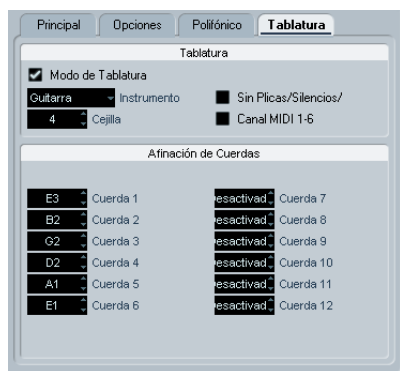 Principal Opciones Polifónico Tablatura
Tablatura
Modo de Tablatura
Guitarra Instrumento Sin Plicas/Silencios/
4 Cejilla Canal MIDI 1-6
Afinación de Cuerdas
E3 Cuerda 1 esactivad Cuerda 7
B2 Cuerda 2 esactivad Cuerda 8
G2 Cuerda 3 esactivad Cuerda 9
D2 Cuerda 4 esactivad Cuerda 10
A1 Cuerda 5 esactivad Cuerda 11
E1 Cuerda 6 esactivad Cuerda 12